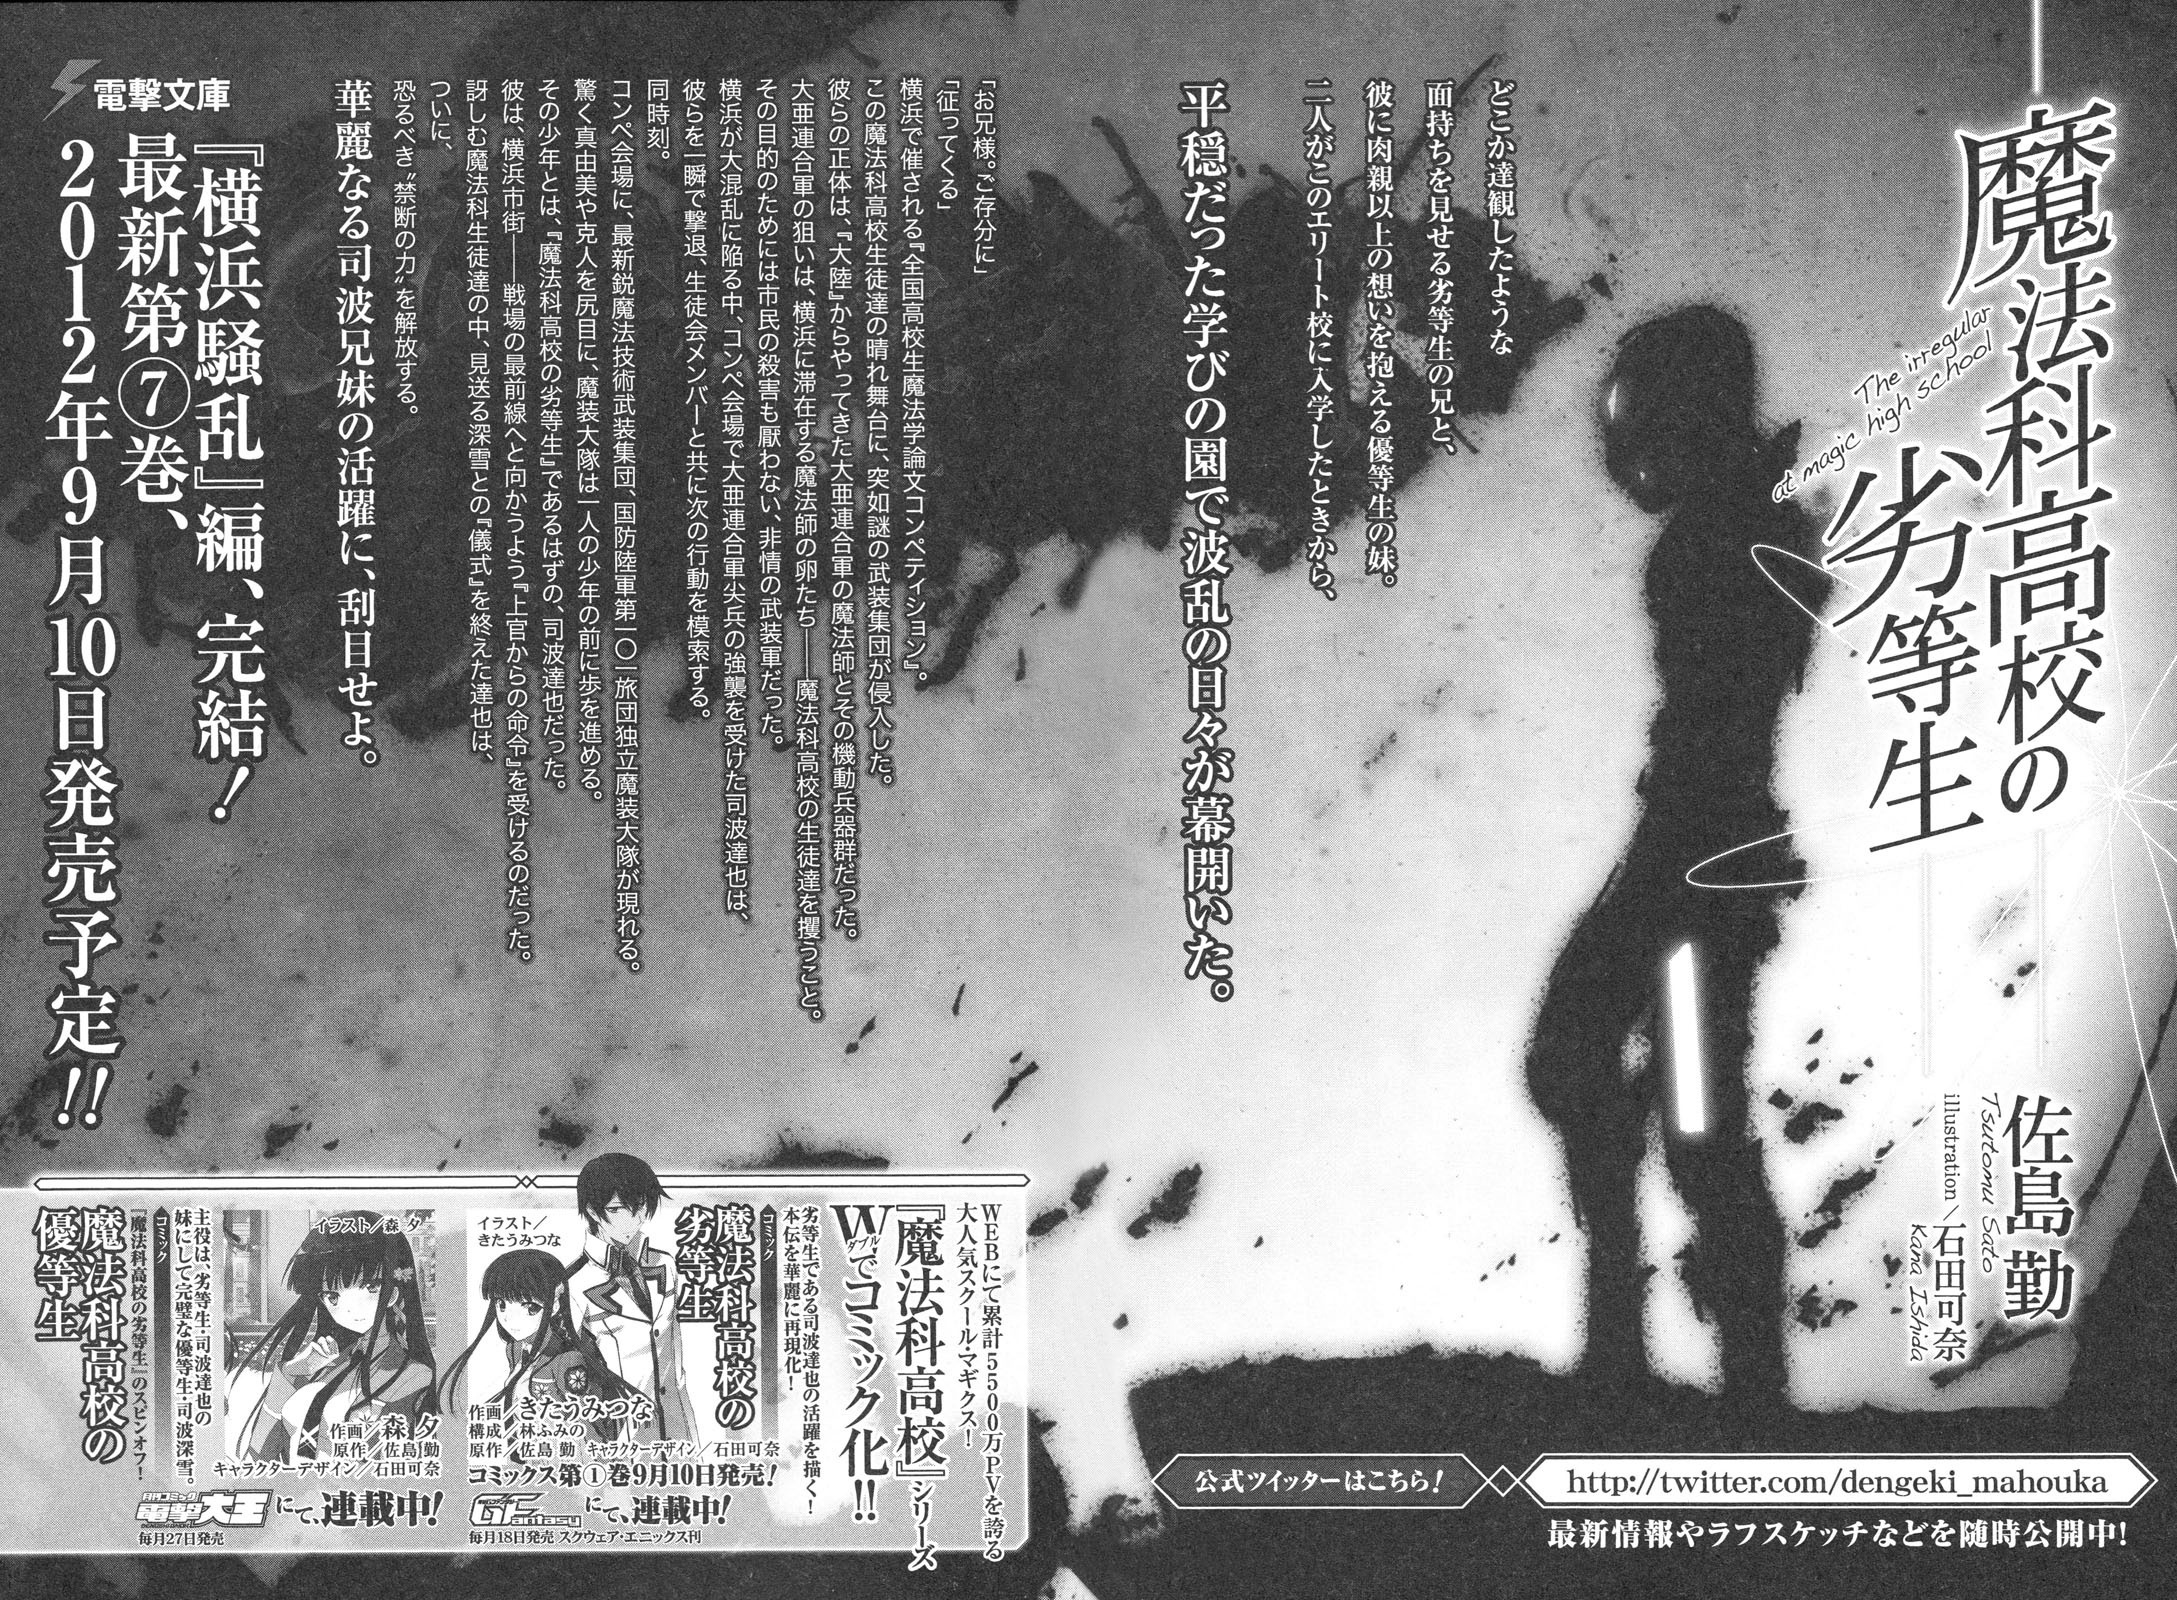 魔法科高校の
劣等生
The irregular
at magic high school
佐島 勤
Tsutomu Sato
illustration／石田可奈
Kana Ishida
どこか達観したような
面持ちを見せる劣等生の兄と、
彼に肉親以上の想いを抱える優等生の妹。
二人がこのエリート校に入学したときから、
平穏だった学びの園で波乱の日々が幕開いた。
「お兄様。ご存分に」
「征ってくる」
横浜で催される『全国高校生魔法学論文コンペティション』。
この魔法科高校生徒達の晴れ舞台に、突如謎の武装集団が侵入した。
彼らの正体は、『大陸』からやってきた大亜連合軍の魔法師とその機動兵器群だった。
大亜連合軍の狙いは、横浜に滞在する魔法師の卵たち――魔法科高校の生徒達を攫うこと。
その目的のためには市民の殺害も厭わない、非情の武装軍だった。
横浜が大混乱に陥る中、コンペ会場で大亜連合軍尖兵の強襲を受けた司波達也は、
彼らを一瞬で撃退、生徒会メンバーと共に次の行動を模索する。
同時刻。
コンペ会場に、最新鋭魔法技術武装集団、国防陸軍第一〇一旅団独立魔装大隊が現れる。
驚く真由美や克人を尻目に、魔装大隊は一人の少年の前に歩を進める。
その少年とは、『魔法科高校の劣等生』であるはずの、司波達也だった。
彼は、横浜市街――戦場の最前線へと向かうよう『上官からの命令』を受けるのだった。
訝しむ魔法科生徒達の中、見送る深雪との『儀式』を終えた達也は、
ついに、
恐るべき〝禁断の力〟を解放する。
華麗なる司波兄妹の活躍に、刮目せよ。
電撃文庫
『横浜騒乱』編、完結！
最新第⑦巻、
2012年9月10日発売予定!!
WEBにて累計5500万PVを誇る
大人気スクール・マギクス！
『魔法科高校』シリーズ
W(ダブル)でコミック化!!
劣等生である司波達也の活躍を描く！
本伝を華麗に再現化！
コミック
魔法科高校の
劣等生
イラスト／
きたうみつな
作画／きたうみつな
構成／林ふみの
原作／佐島 勤 キャラクターデザイン／石田可奈
コミックス第①巻9月10日発売！
GFantasyにて、連載中！
毎月18日発売 スクウェア・エニックス刊
イラスト／森 夕
作画／森 夕
原作／佐島 勤
キャラクターデザイン／石田可奈
主役は、劣等生・司波達也の
妹にして完璧な優等生・司波深雪。
『魔法科高校の劣等生』のスピンオフ！
コミック
魔法科高校の
優等生
月刊コミック
電撃大王にて、連載中！
毎月27日発売
公式ツイッターはこちら！
http://twitter.com/dengeki_mahouka
最新情報やラフスケッチなどを随時公開中！